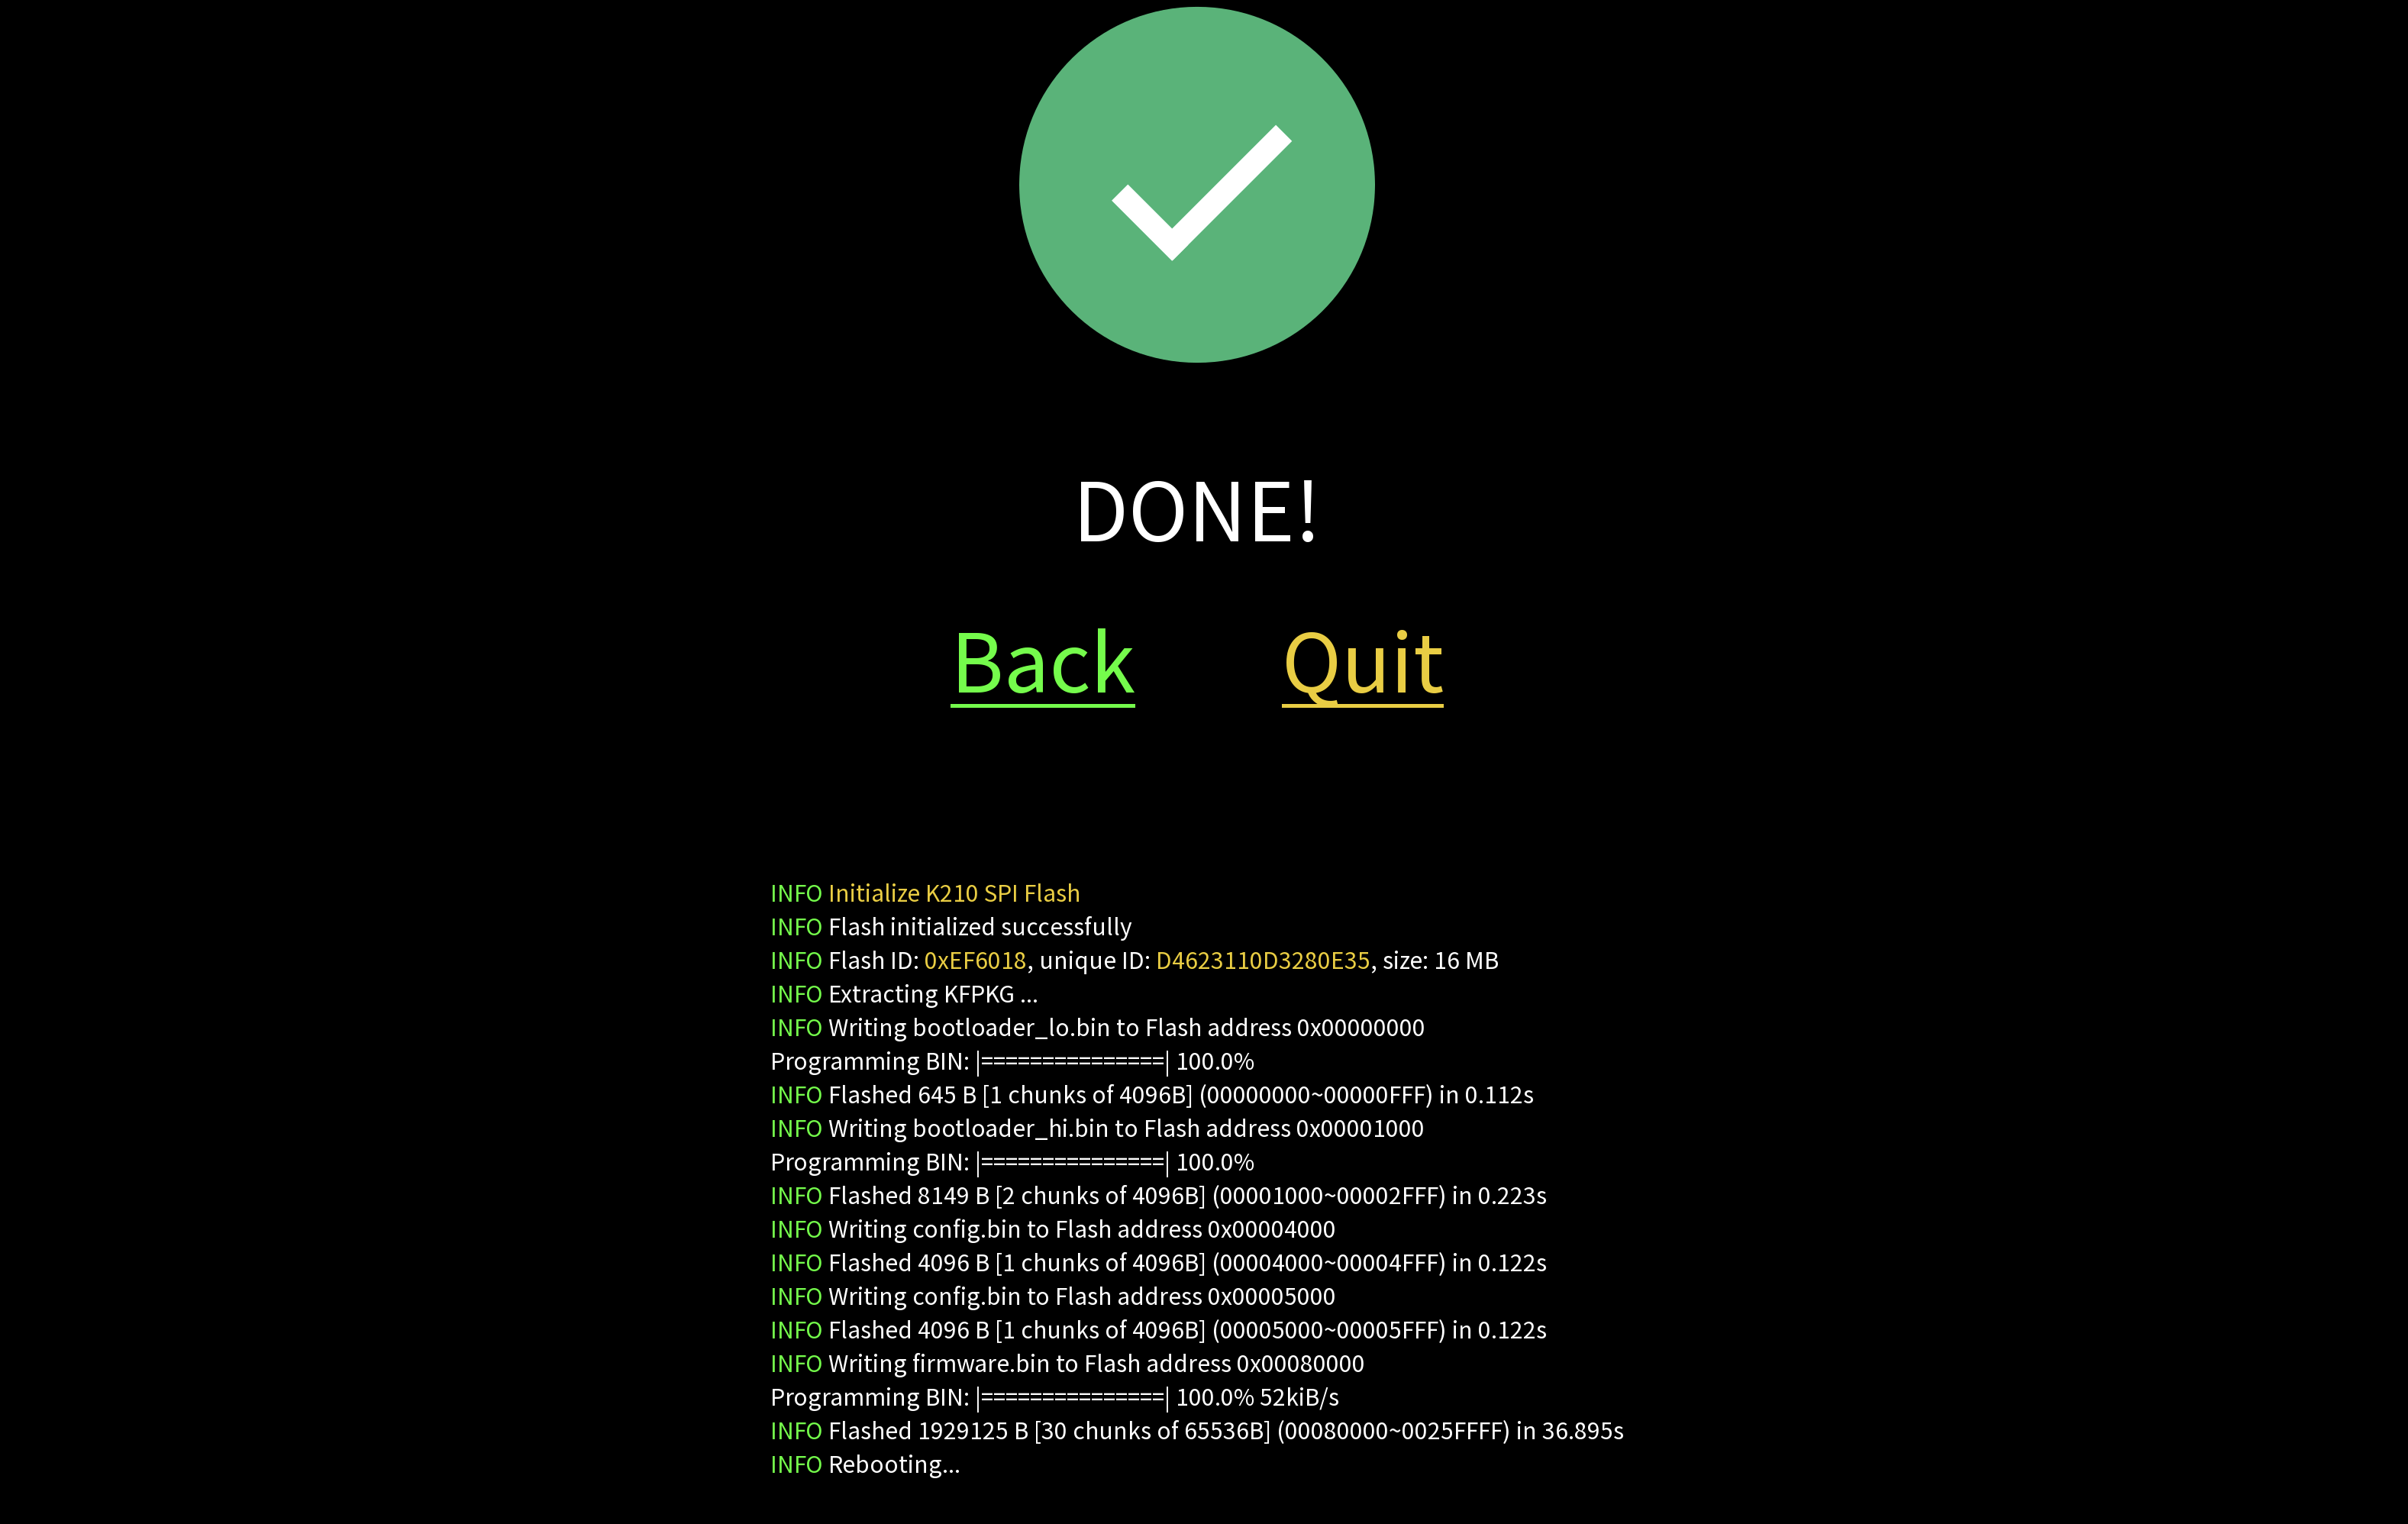 DONE!
Back Quit
INFO Initialize K210 SPI Flash
INFO Flash initialized successfully
INFO Flash ID: 0xEF6018, unique ID: D4623110D3280E35, size: 16 MB
INFO Extracting KFPKG ...
INFO Writing bootloader_lo.bin to Flash address 0x00000000
Programming BIN: |===============| 100.0%
INFO Flashed 645 B [1 chunks of 4096B] (00000000~00000FFF) in 0.112s
INFO Writing bootloader_hi.bin to Flash address 0x00001000
Programming BIN: |===============| 100.0%
INFO Flashed 8149 B [2 chunks of 4096B] (00001000~00002FFF) in 0.223s
INFO Writing config.bin to Flash address 0x00004000
INFO Flashed 4096 B [1 chunks of 4096B] (00004000~00004FFF) in 0.122s
INFO Writing config.bin to Flash address 0x00005000
INFO Flashed 4096 B [1 chunks of 4096B] (00005000~00005FFF) in 0.122s
INFO Writing firmware.bin to Flash address 0x00080000
Programming BIN: |===============| 100.0% 52kiB/s
INFO Flashed 1929125 B [30 chunks of 65536B] (00080000~0025FFFF) in 36.895s
INFO Rebooting...